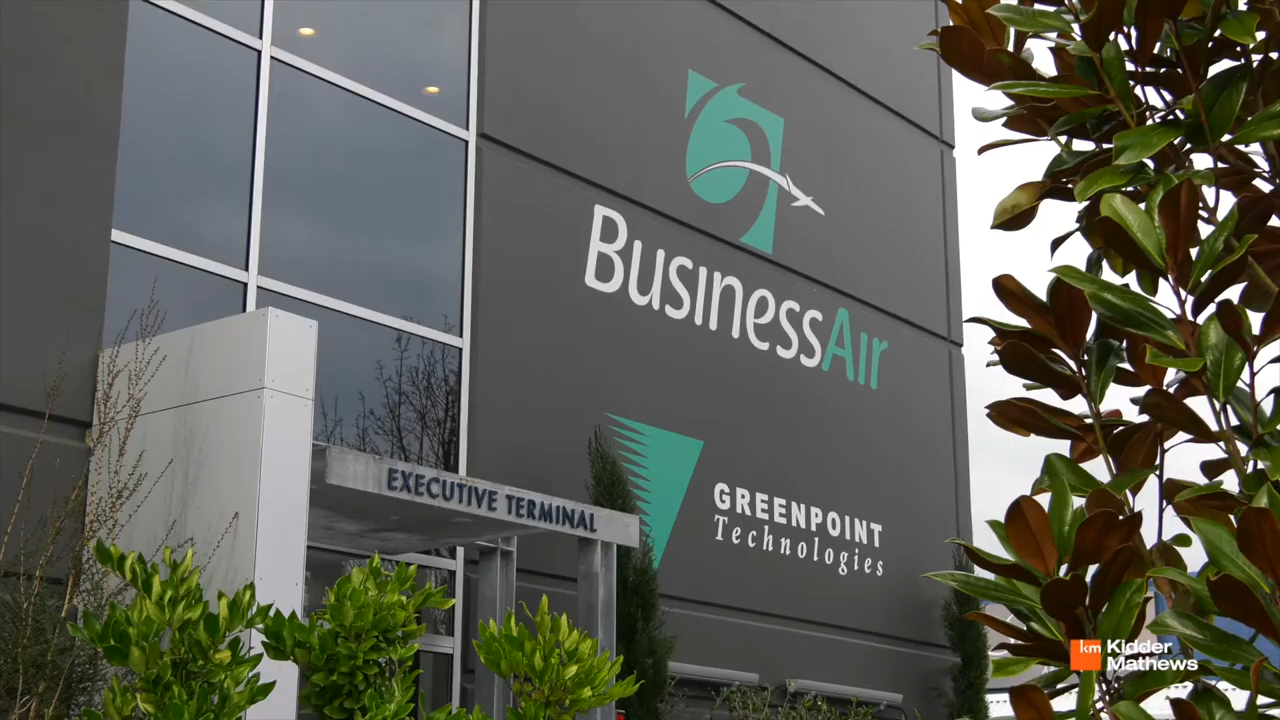 BusinessAir
EXECUTIVE TERMINAL
GREENPOINT
Technologies
km Kidder
Mathews